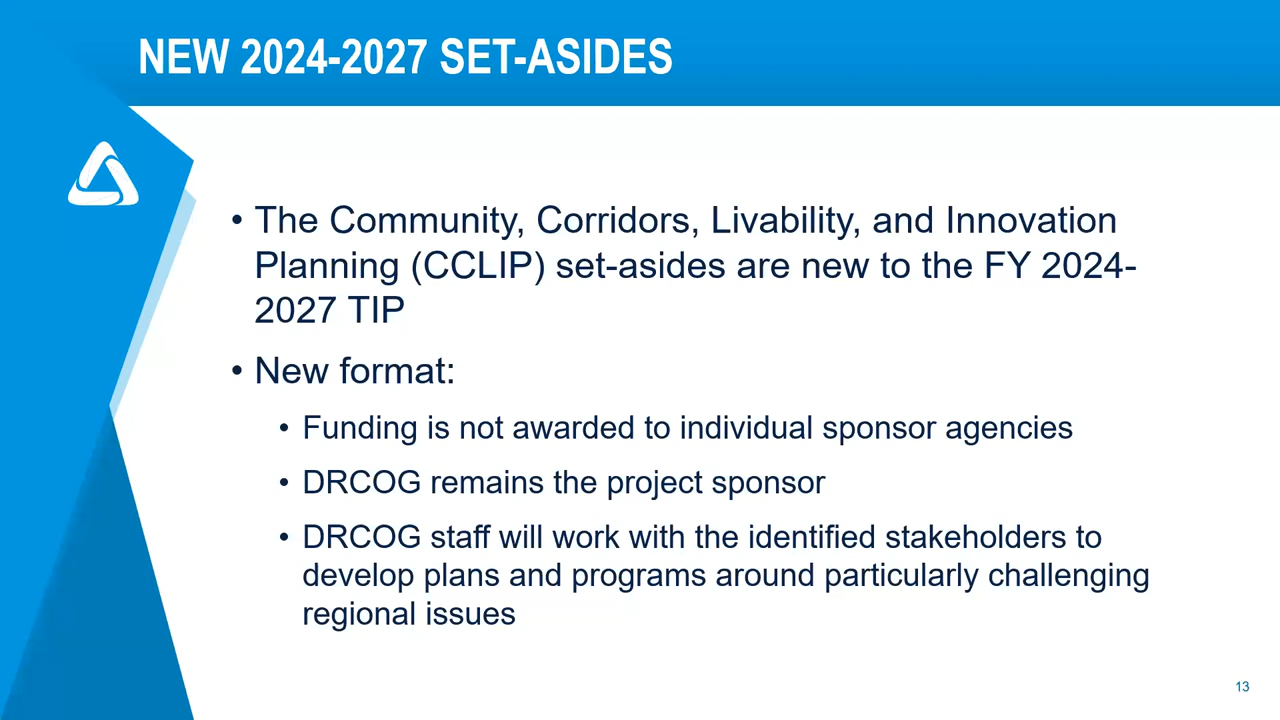 NEW 2024-2027 SET-ASIDES
• The Community, Corridors, Livability, and Innovation
Planning (CCLIP) set-asides are new to the FY 2024-
2027 TIP
• New format:
• Funding is not awarded to individual sponsor agencies
• DRCOG remains the project sponsor
• DRCOG staff will work with the identified stakeholders to
develop plans and programs around particularly challenging
regional issues
13